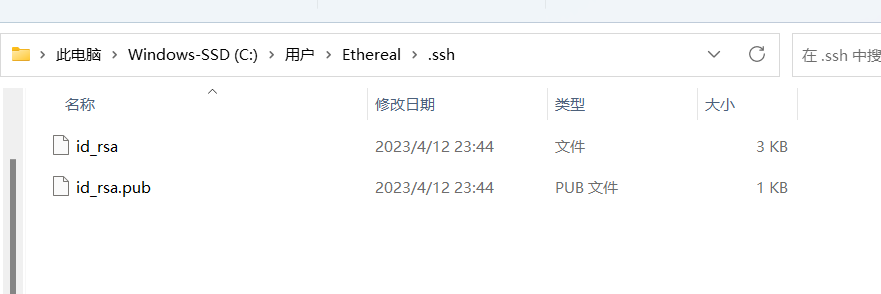 此电脑 > Windows-SSD (C:) > 用户 > Ethereal > .ssh 在 .ssh 中搜
名称 修改日期 类型 大小
id_rsa 2023/4/12 23:44 文件 3 KB
id_rsa.pub 2023/4/12 23:44 PUB 文件 1 KB